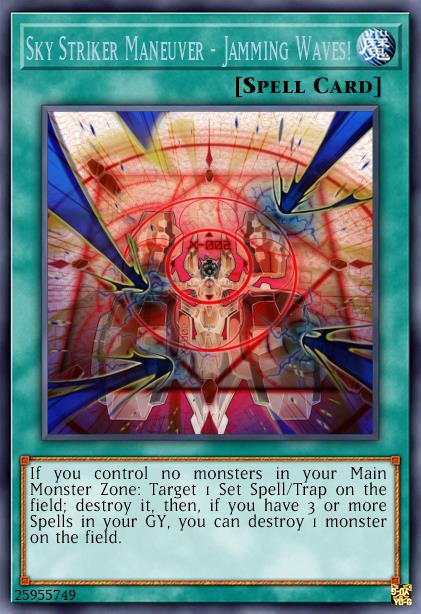 Sky Striker Maneuver - Jamming Waves!
魔
[Spell Card]
If you control no monsters in your Main
Monster Zone: Target 1 Set Spell/Trap on the
field; destroy it, then, if you have 3 or more
Spells in your GY, you can destroy 1 monster
on the field.
25955749